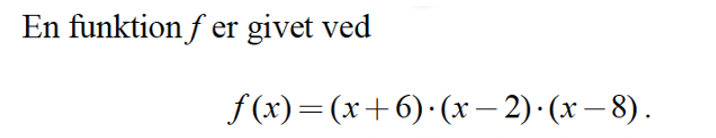 En funktion f er givet ved
f(x)=(x+6)·(x−2)·(x−8).